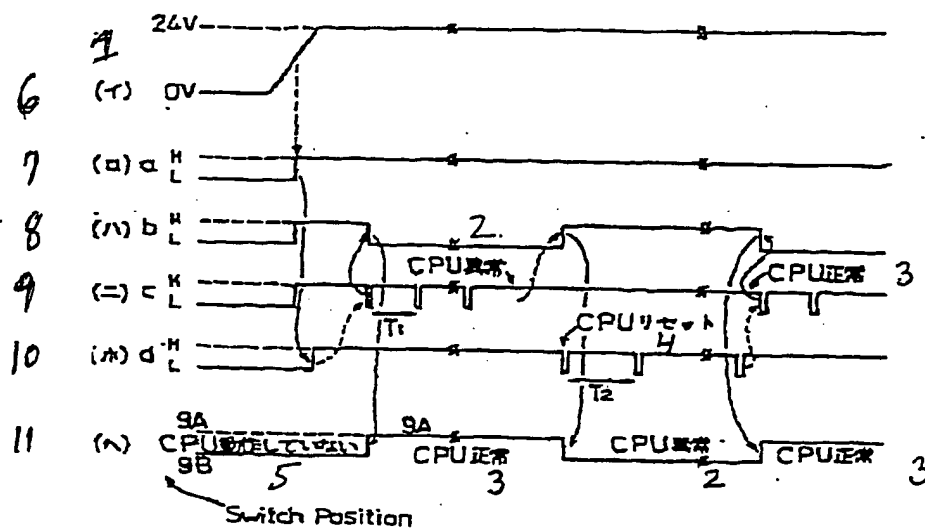 24V
1
6 (イ) 0V
7 (ロ) a H
L
8 (ハ) b H
L
2.
CPU異常
CPU正常 3
9 (ニ) c H
L
T1
CPUリセット
4
10 (ホ) d H
L
T2
11 (ヘ) 9A
CPU動作していない
9B
5
9A
CPU正常
3
CPU異常
2
CPU正常 3
Switch Position